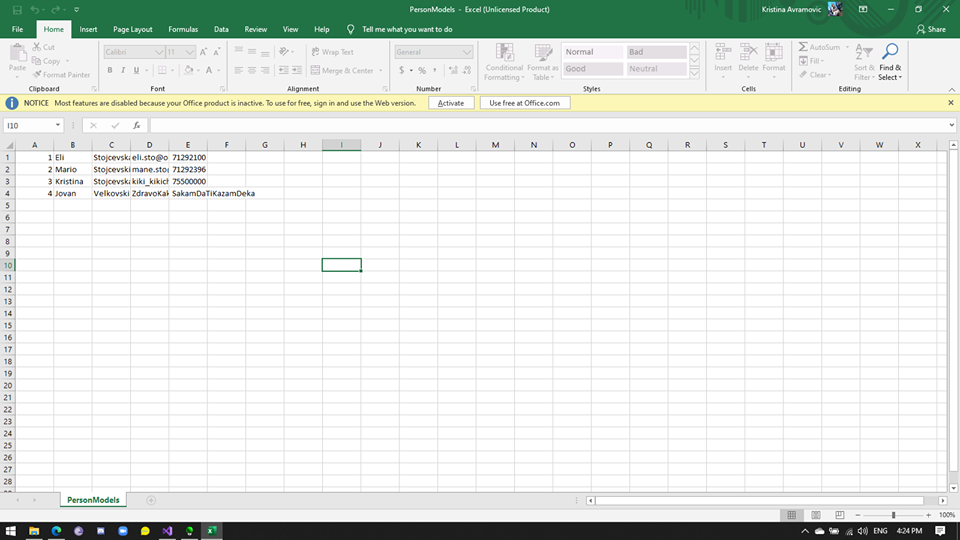 PersonModels - Excel (Unlicensed Product)
Kristina Avramovic
File Home Insert Page Layout Formulas Data Review View Help Tell me what you want to do Share
Paste
Cut
Copy
Format Painter
Clipboard
Calibri 11
B I U
Font
Wrap Text
Merge & Center
Alignment
General
$ % ,
Number
Conditional Formatting
Format as Table
Normal Bad
Good Neutral
Styles
Insert Delete Format
Cells
AutoSum
Fill
Clear
Sort & Filter
Find & Select
Editing
NOTICE Most features are disabled because your Office product is inactive. To use for free, sign in and use the Web version. Activate Use free at Office.com
I10 fx
A B C D E F G H I J K L M N O P Q R S T U V W X
1 1 Eli Stojcevska eli.sto@o 71292100
2 2 Mario Stojcevski mane.sto 71292396
3 3 Kristina Stojcevska kiki_kikich 75500000
4 4 Jovan Velkovski ZdravoKak SakamDaTiKazamDeka
5
6
7
8
9
10
11
12
13
14
15
16
17
18
19
20
21
22
23
24
25
26
27
28
PersonModels
100%
ENG 4:24 PM